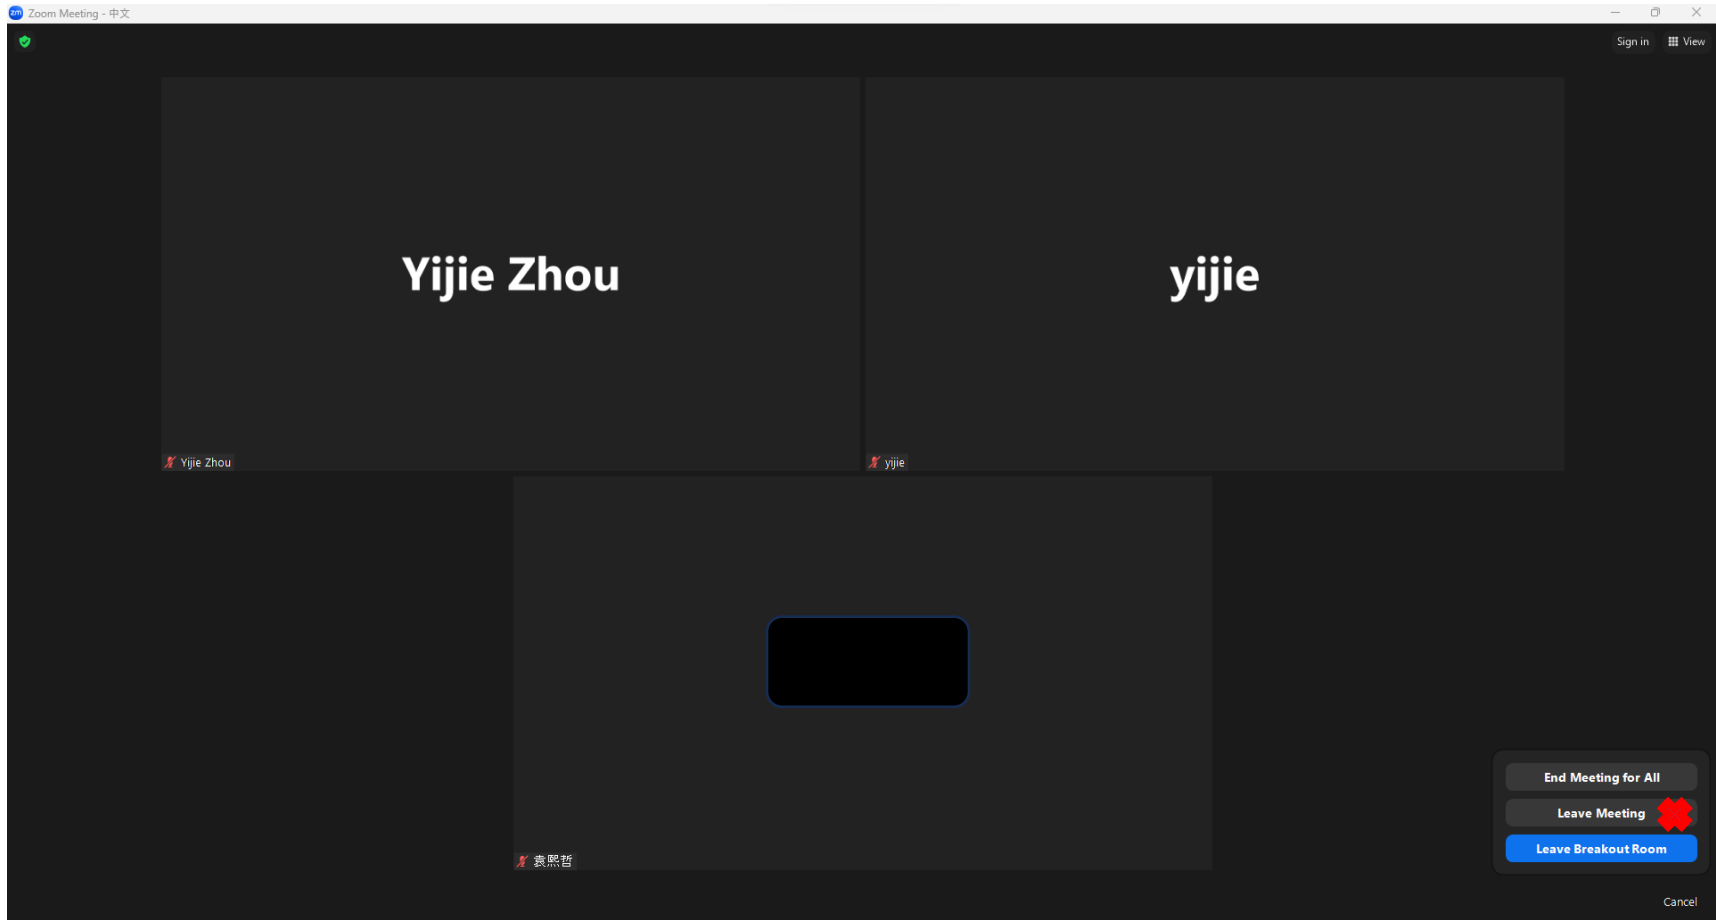 zm Zoom Meeting - 中文
Sign in View
Yijie Zhou
yijie
Yijie Zhou
yijie
袁熙哲
End Meeting for All
Leave Meeting
Leave Breakout Room
Cancel